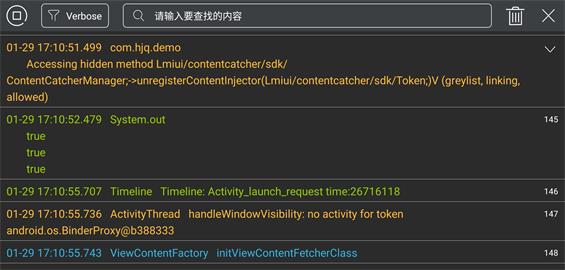 Verbose 请输入要查找的内容
01-29 17:10:51.499 com.hjq.demo
Accessing hidden method Lmiui/contentcatcher/sdk/
ContentCatcherManager;->unregisterContentInjector(Lmiui/contentcatcher/sdk/Token;)V (greylist, linking,
allowed)
01-29 17:10:52.479 System.out 145
true
true
true
01-29 17:10:55.707 Timeline Timeline: Activity_launch_request time:26716118 146
01-29 17:10:55.736 ActivityThread handleWindowVisibility: no activity for token 147
android.os.BinderProxy@b388333
01-29 17:10:55.743 ViewContentFactory initViewContentFetcherClass 148